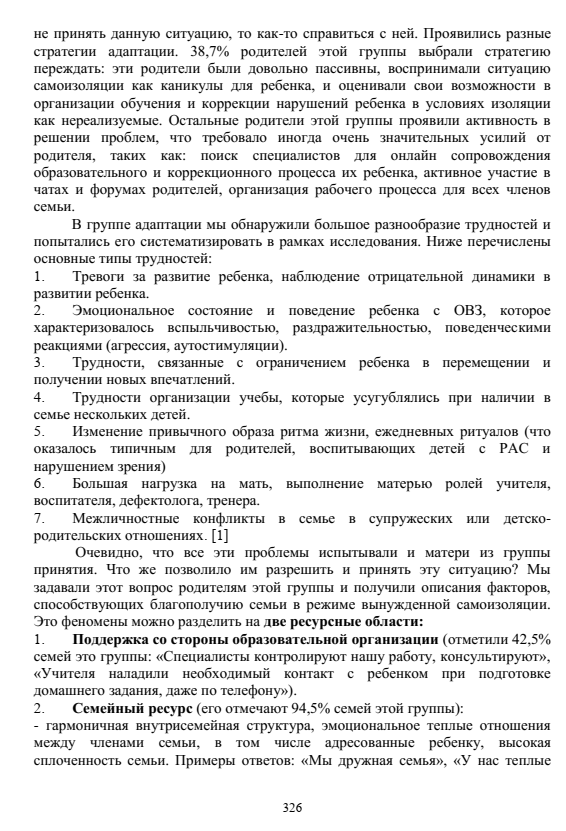 не принять данную ситуацию, то как-то справиться с ней. Проявились разные
стратегии адаптации. 38,7% родителей этой группы выбрали стратегию
переждать: эти родители были довольно пассивны, воспринимали ситуацию
самоизоляции как каникулы для ребенка, и оценивали свои возможности в
организации обучения и коррекции нарушений ребенка в условиях изоляции
как нереализуемые. Остальные родители этой группы проявили активность в
решении проблем, что требовало иногда очень значительных усилий от
родителя, таких как: поиск специалистов для онлайн сопровождения
образовательного и коррекционного процесса их ребенка, активное участие в
чатах и форумах родителей, организация рабочего процесса для всех членов
семьи.
В группе адаптации мы обнаружили большое разнообразие трудностей и
попытались его систематизировать в рамках исследования. Ниже перечислены
основные типы трудностей:
1. Тревоги за развитие ребенка, наблюдение отрицательной динамики в
развитии ребенка.
2. Эмоциональное состояние и поведение ребенка с ОВЗ, которое
характеризовалось вспыльчивостью, раздражительностью, поведенческими
реакциями (агрессия, аутостимуляции).
3. Трудности, связанные с ограничением ребенка в перемещении и
получении новых впечатлений.
4. Трудности организации учебы, которые усугублялись при наличии в
семье нескольких детей.
5. Изменение привычного образа ритма жизни, ежедневных ритуалов (что
оказалось типичным для родителей, воспитывающих детей с РАС и
нарушением зрения)
6. Большая нагрузка на мать, выполнение матерью ролей учителя,
воспитателя, дефектолога, тренера.
7. Межличностные конфликты в семье в супружеских или детско-
родительских отношениях. [1]
Очевидно, что все эти проблемы испытывали и матери из группы
принятия. Что же позволило им разрешить и принять эту ситуацию? Мы
задавали этот вопрос родителям этой группы и получили описания факторов,
способствующих благополучию семьи в режиме вынужденной самоизоляции.
Это феномены можно разделить на две ресурсные области:
1. Поддержка со стороны образовательной организации (отметили 42,5%
семей это группы: «Специалисты контролируют нашу работу, консультируют»,
«Учителя наладили необходимый контакт с ребенком при подготовке
домашнего задания, даже по телефону»).
2. Семейный ресурс (его отмечают 94,5% семей этой группы):
- гармоничная внутрисемейная структура, эмоциональное теплые отношения
между членами семьи, в том числе адресованные ребенку, высокая
сплоченность семьи. Примеры ответов: «Мы дружная семья», «У нас теплые
326